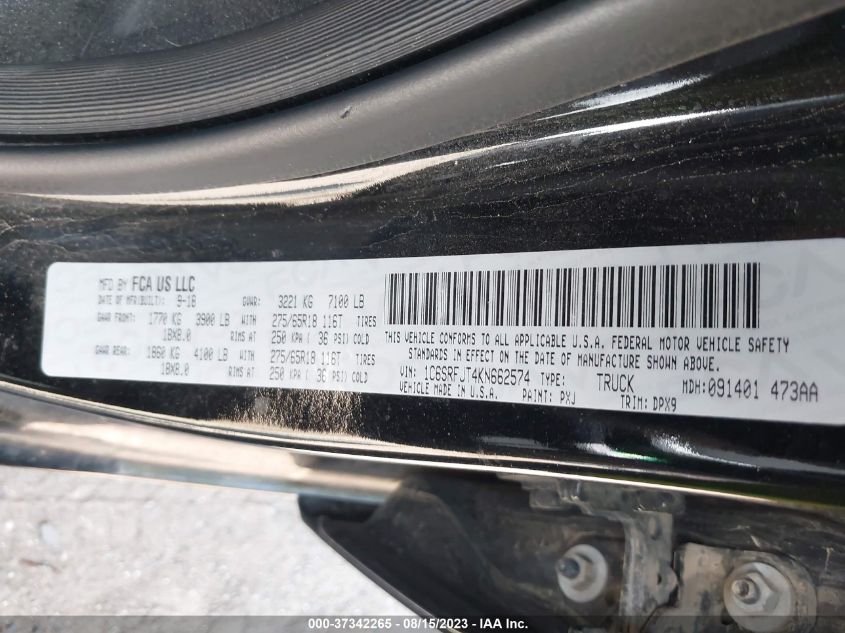 MFD BY FCA US LLC
DATE OF MFR(BUILT): 9-18 GVWR: 3221 KG 7100 LB
GAWR FRONT: 1770 KG 3900 LB WITH 275/65R18 116T TIRES
18X8.0 RIMS AT 250 KPA ( 36 PSI) COLD
GAWR REAR: 1860 KG 4100 LB WITH 275/65R18 116T TIRES
18X8.0 RIMS AT 250 KPA ( 36 PSI) COLD
THIS VEHICLE CONFORMS TO ALL APPLICABLE U.S.A. FEDERAL MOTOR VEHICLE SAFETY
STANDARDS IN EFFECT ON THE DATE OF MANUFACTURE SHOWN ABOVE.
VIN: 1C6SRFJT4KN662574 TYPE: TRUCK MDH:091401 473AA
VEHICLE MADE IN U.S.A. PAINT: PXJ TRIM: DPX9
000-37342265 - 08/15/2023 - IAAI.COM